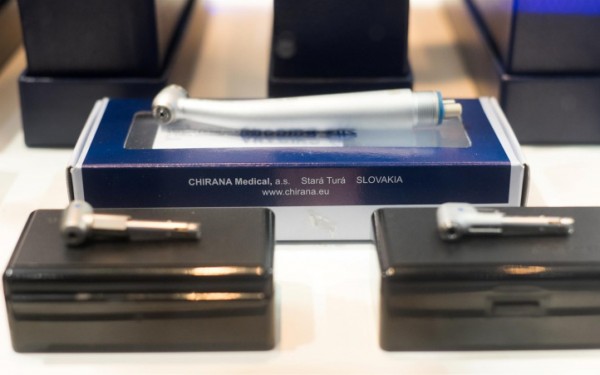 CHIRANA Medical, a.s. Stará Turá SLOVAKIA
www.chirana.eu